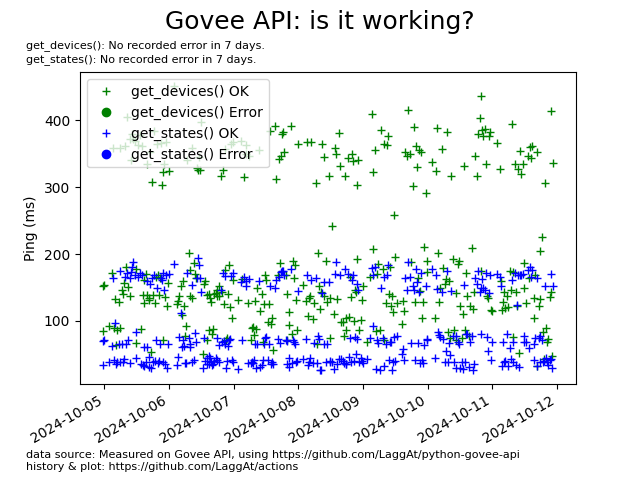 Govee API: is it working?
get_devices(): No recorded error in 7 days.
get_states(): No recorded error in 7 days.
get_devices() OK
get_devices() Error
get_states() OK
get_states() Error
Ping (ms)
400
300
200
100
2024-10-05
2024-10-06
2024-10-07
2024-10-08
2024-10-09
2024-10-10
2024-10-11
2024-10-12
data source: Measured on Govee API, using https://github.com/LaggAt/python-govee-api
history & plot: https://github.com/LaggAt/actions